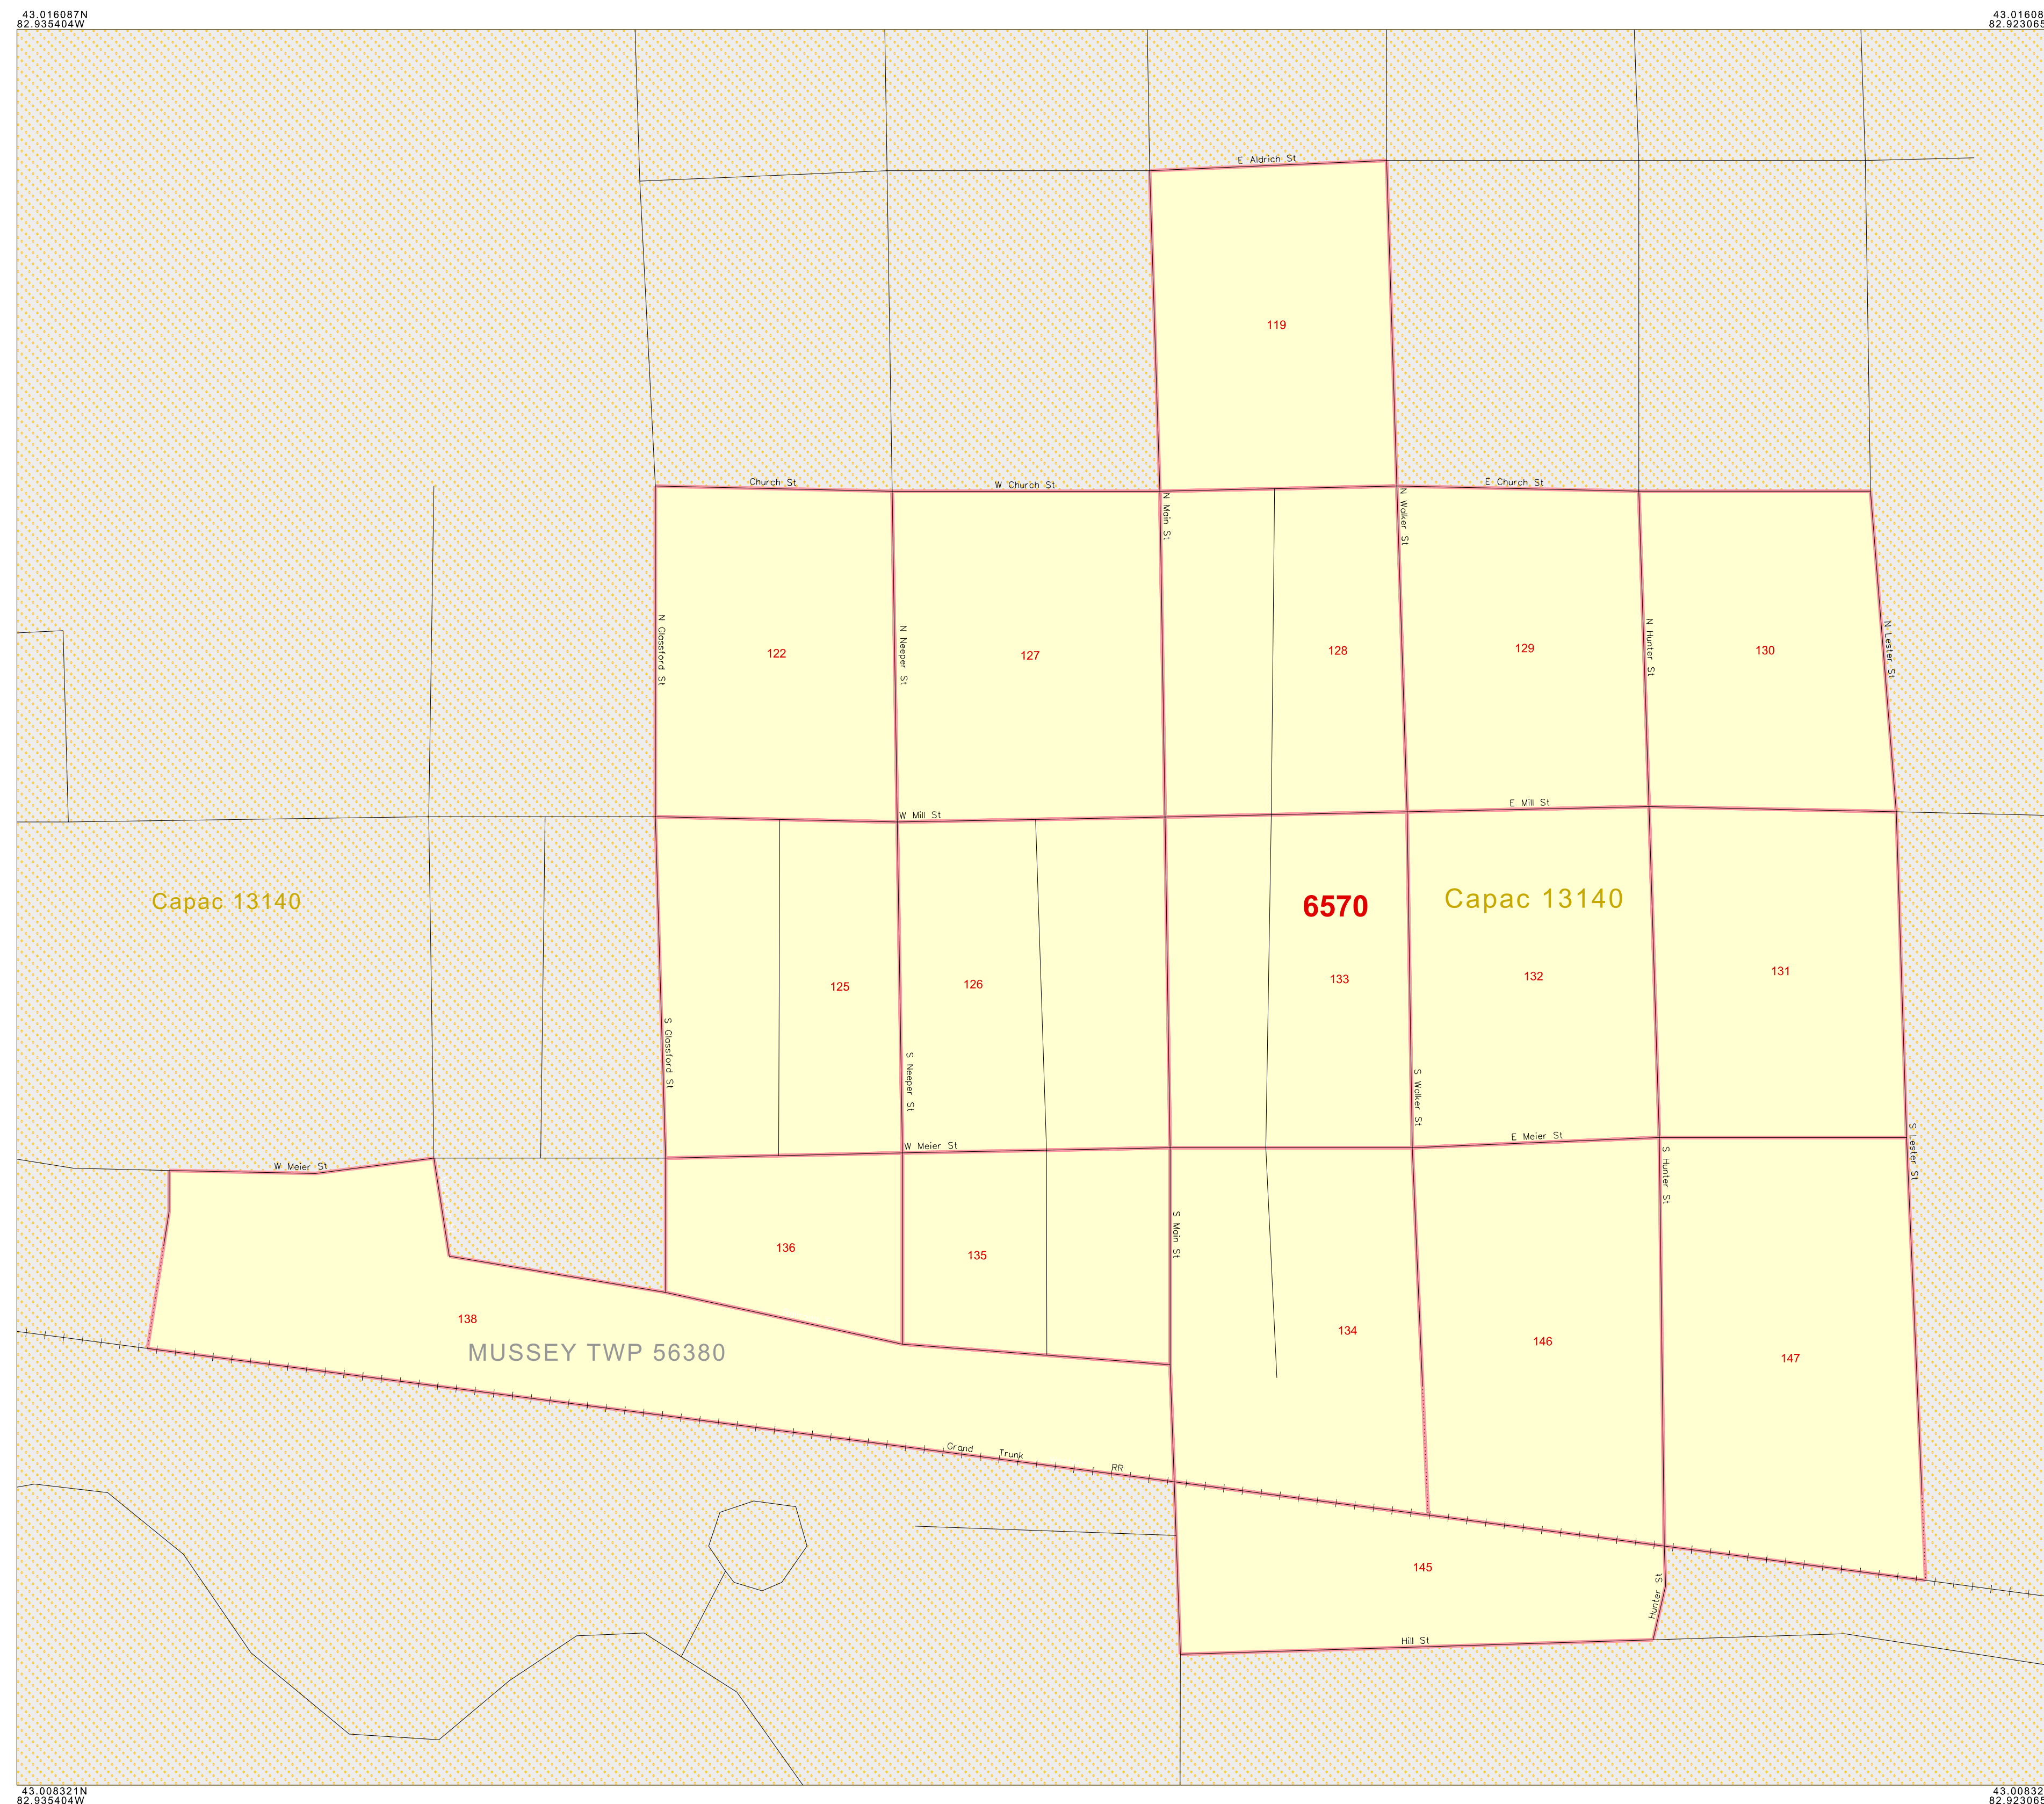 43.016087N
82.935404W
43.01608
82.923065
E Aldrich St
119
Church St
W Church St
E Church St
N Main St
N Walker St
N Glassford St
N Neeper St
N Hunter St
N Lester St
122
127
128
129
130
W Mill St
E Mill St
Capac 13140
6570
Capac 13140
125
126
133
132
131
S Glassford St
S Neeper St
S Walker St
W Meier St
W Meier St
E Meier St
S Hunter St
S Lester St
S Main St
136
135
138
MUSSEY TWP 56380
134
146
147
Grand Trunk RR
145
Hunter St
Hill St
43.008321N
82.935404W
43.00832
82.923065